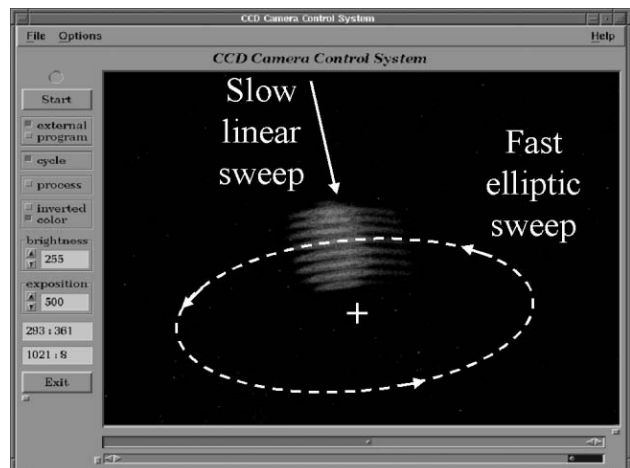 CCD Camera Control System
File Options Help
CCD Camera Control System
Start
external
program
cycle
process
inverted
color
brightness
255
exposition
500
293 : 361
1021 : 8
Exit
Slow
linear
sweep
Fast
elliptic
sweep